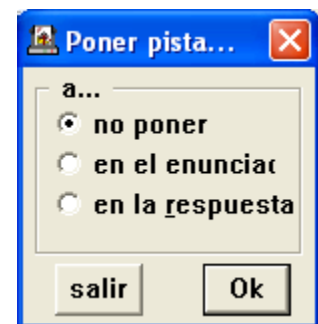 Poner pista...
a...
no poner
en el enunciac
en la respuesta
salir Ok